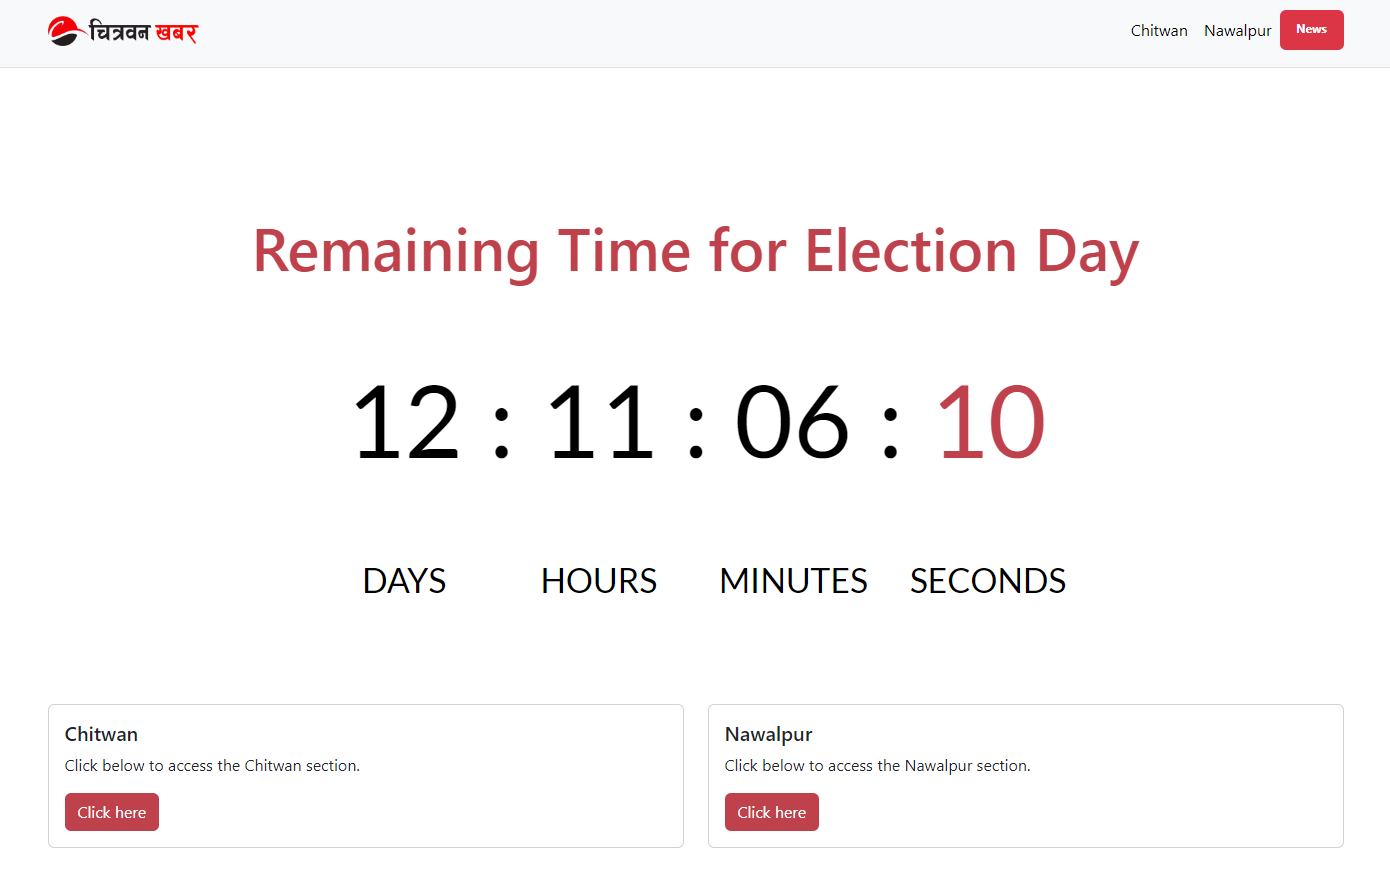 चित्रवन खबर
Chitwan Nawalpur News
Remaining Time for Election Day
12 : 11 : 06 : 10
DAYS HOURS MINUTES SECONDS
Chitwan
Click below to access the Chitwan section.
Click here
Nawalpur
Click below to access the Nawalpur section.
Click here